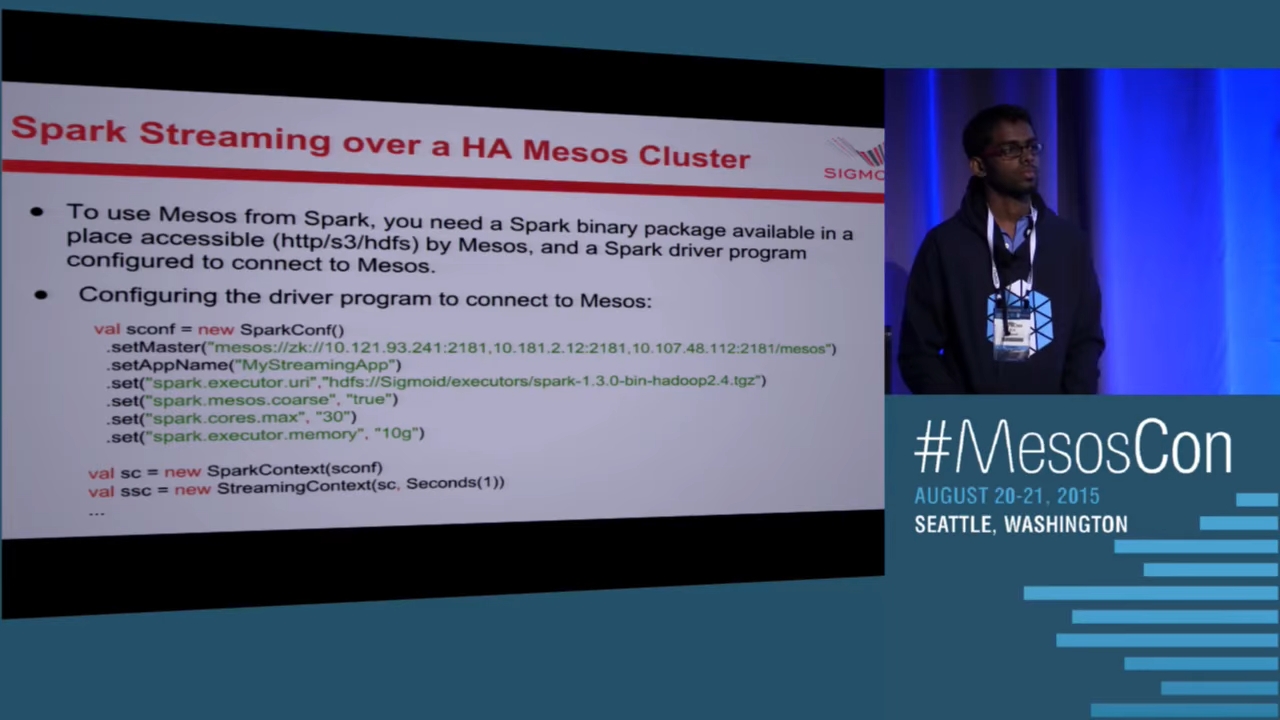 Spark Streaming over a HA Mesos Cluster
SIGMO
• To use Mesos from Spark, you need a Spark binary package available in a
place accessible (http/s3/hdfs) by Mesos, and a Spark driver program
configured to connect to Mesos.
• Configuring the driver program to connect to Mesos:
val sconf = new SparkConf()
.setMaster("mesos://zk://10.121.93.241:2181,10.181.2.12:2181,10.107.48.112:2181/mesos")
.setAppName("MyStreamingApp")
.set("spark.executor.uri","hdfs://Sigmoid/executors/spark-1.3.0-bin-hadoop2.4.tgz")
.set("spark.mesos.coarse", "true")
.set("spark.cores.max", "30")
.set("spark.executor.memory", "10g")
val sc = new SparkContext(sconf)
val ssc = new StreamingContext(sc, Seconds(1))
...
#MesosCon
AUGUST 20-21, 2015
SEATTLE, WASHINGTON